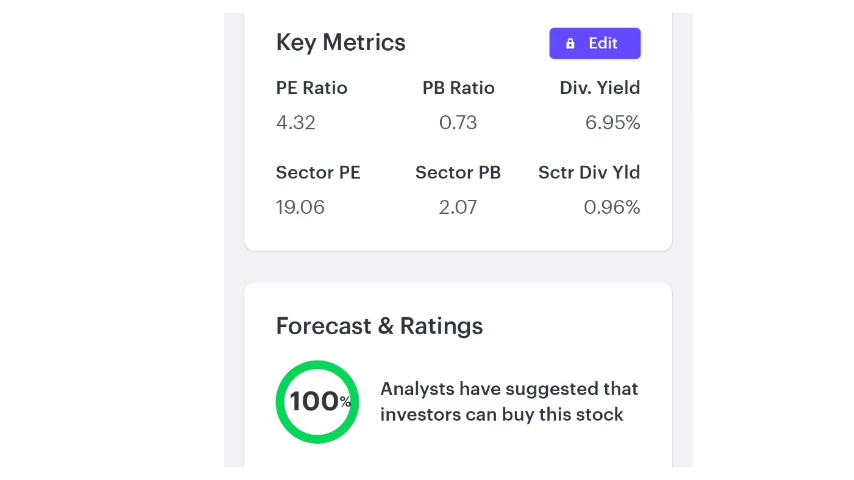 Key Metrics
Edit
PE Ratio PB Ratio Div. Yield
4.32 0.73 6.95%
Sector PE Sector PB Sctr Div Yld
19.06 2.07 0.96%
Forecast & Ratings
100%
Analysts have suggested that
investors can buy this stock